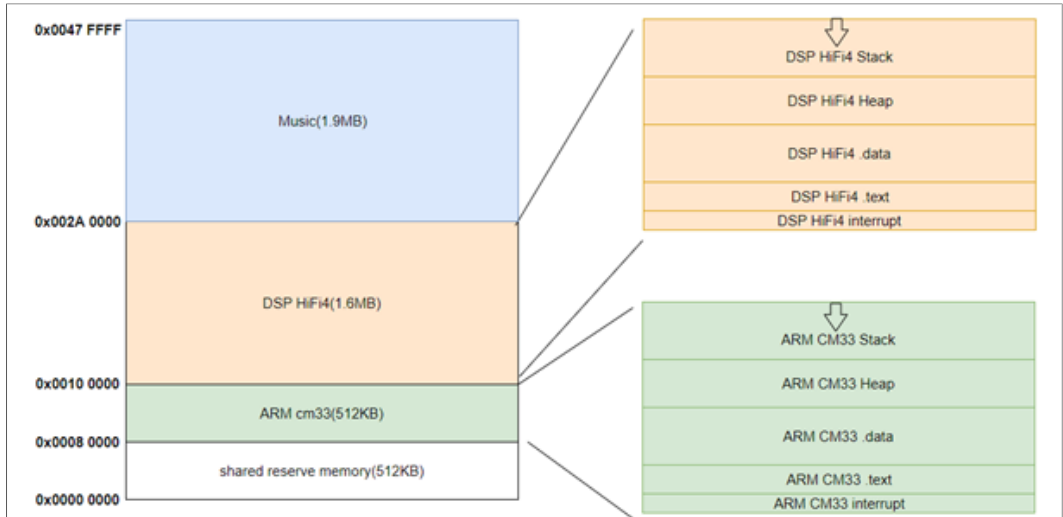 0x0047 FFFF
Music(1.9MB)
0x002A 0000
DSP HiFi4(1.6MB)
0x0010 0000
ARM cm33(512KB)
0x0008 0000
shared reserve memory(512KB)
0x0000 0000
DSP HiFi4 Stack
DSP HiFi4 Heap
DSP HiFi4 .data
DSP HiFi4 .text
DSP HiFi4 interrupt
ARM CM33 Stack
ARM CM33 Heap
ARM CM33 .data
ARM CM33 .text
ARM CM33 interrupt